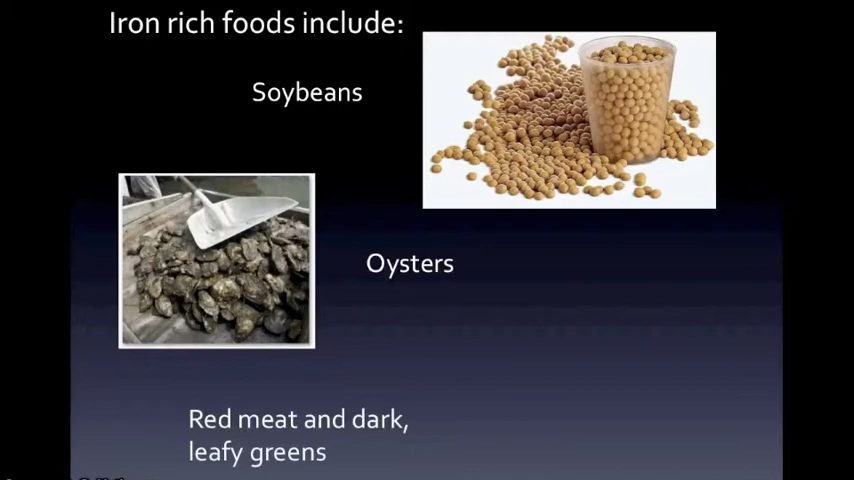 Iron rich foods include:
Soybeans
Oysters
Red meat and dark,
leafy greens